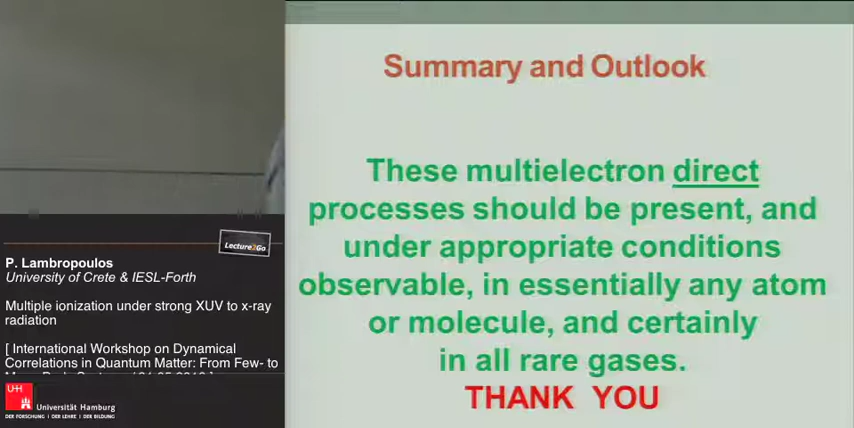 Summary and Outlook
These multielectron direct
processes should be present, and
under appropriate conditions
observable, in essentially any atom
or molecule, and certainly
in all rare gases.
THANK YOU
Lecture2Go
P. Lambropoulos
University of Crete & IESL-Forth
Multiple ionization under strong XUV to x-ray
radiation
[ International Workshop on Dynamical
Correlations in Quantum Matter: From Few- to
UH
Universität Hamburg
DER FORSCHUNG | DER LEHRE | DER BILDUNG